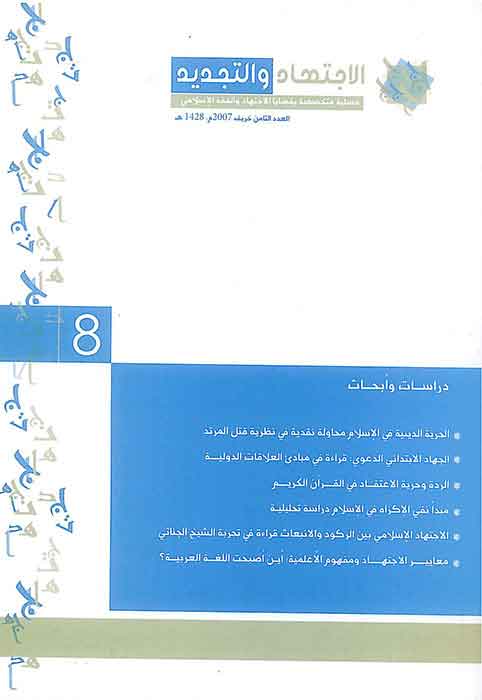 الاجتهاد والتجديد
فصلية متخصصة بقضايا الاجتهاد والفقه الإسلامي
العدد الثامن خريف 2007م. 1428 هـ
8
دراسات وأبحاث
الحرية الدينية في الإسلام محاولة نقدية في نظرية قتل المرتد
الجهاد الابتدائي الدعوي: قراءة في مبادئ العلاقات الدولية
الردة وحرية الاعتقاد في القرآن الكريم
مبدأ نفي الإكراه في الإسلام دراسة تحليلية
الاجتهاد الإسلامي بين الركود والانبعاث قراءة في تجربة الشيخ الجناتي
معايير الاجتهاد ومفهوم الأعلمية: أين أضحت اللغة العربية؟